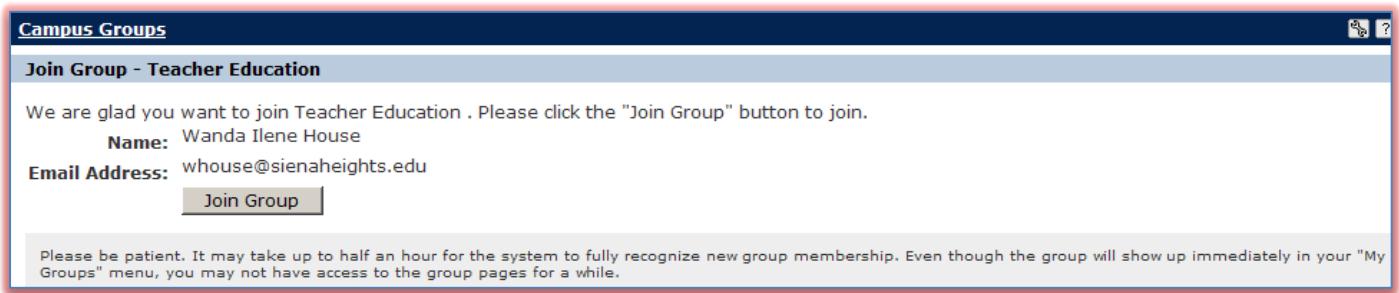 Campus Groups
?
Join Group - Teacher Education
We are glad you want to join Teacher Education . Please click the "Join Group" button to join.
Name: Wanda Ilene House
Email Address: whouse@sienaheights.edu
Join Group
Please be patient. It may take up to half an hour for the system to fully recognize new group membership. Even though the group will show up immediately in your "My
Groups" menu, you may not have access to the group pages for a while.